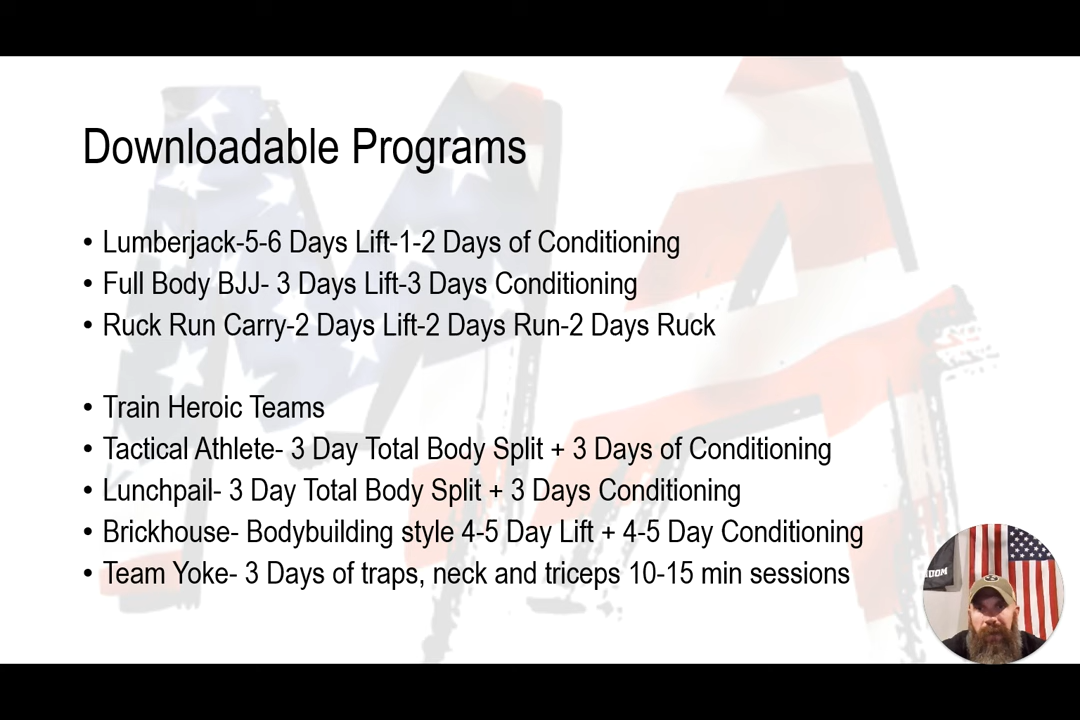 Downloadable Programs
• Lumberjack-5-6 Days Lift-1-2 Days of Conditioning
• Full Body BJJ- 3 Days Lift-3 Days Conditioning
• Ruck Run Carry-2 Days Lift-2 Days Run-2 Days Ruck
• Train Heroic Teams
• Tactical Athlete- 3 Day Total Body Split + 3 Days of Conditioning
• Lunchpail- 3 Day Total Body Split + 3 Days Conditioning
• Brickhouse- Bodybuilding style 4-5 Day Lift + 4-5 Day Conditioning
• Team Yoke- 3 Days of traps, neck and triceps 10-15 min sessions